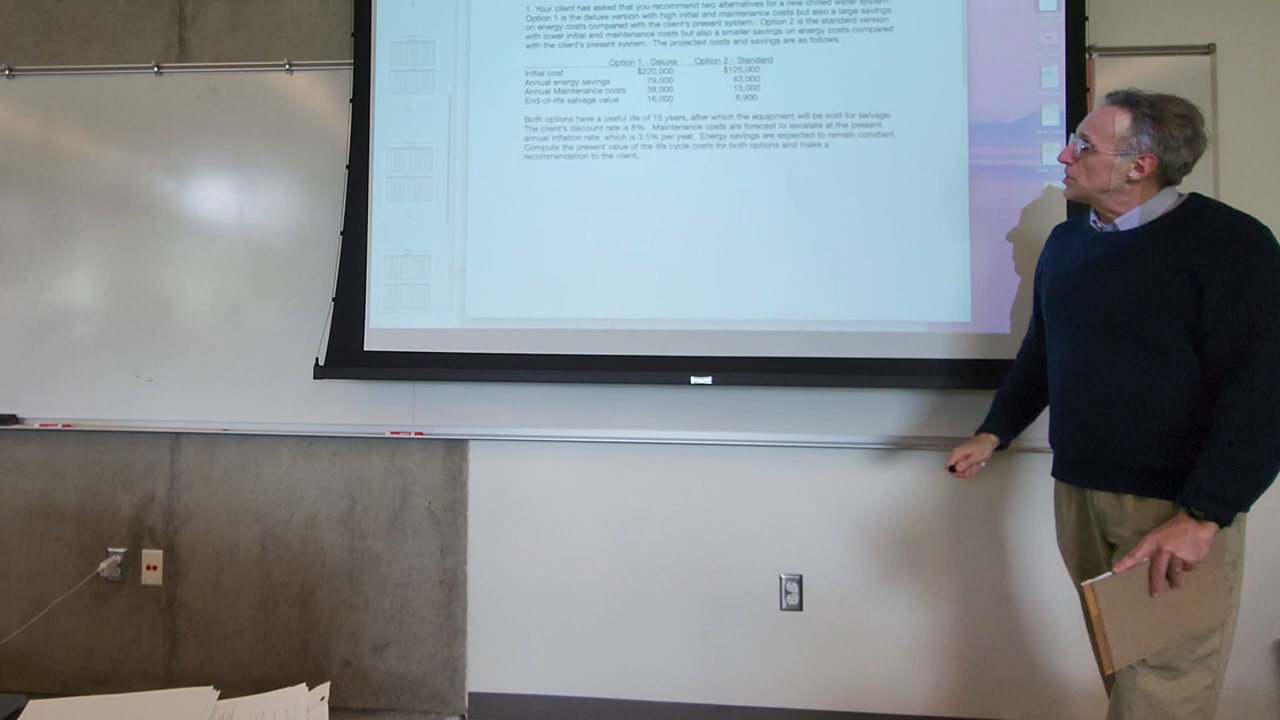 1. Your client has asked that you recommend two alternatives for a new chilled water system.
Option 1 is the deluxe version with high initial and maintenance costs but also a large savings
on energy costs compared with the client's present system. Option 2 is the standard version
with lower initial and maintenance costs but also a smaller savings on energy costs compared
with the client's present system. The projected costs and savings are as follows:
Option 1 - Deluxe Option 2 - Standard
Initial cost $220,000 $125,000
Annual energy savings 79,000 43,000
Annual Maintenance costs 38,000 13,000
End-of-life salvage value 16,000 6,900
Both options have a useful life of 15 years, after which the equipment will be sold for salvage.
The client's discount rate is 8%. Maintenance costs are forecast to escalate at the present
annual inflation rate, which is 3.5% per year. Energy savings are expected to remain constant.
Compute the present value of the life cycle costs for both options and make a
recommendation to the client,.